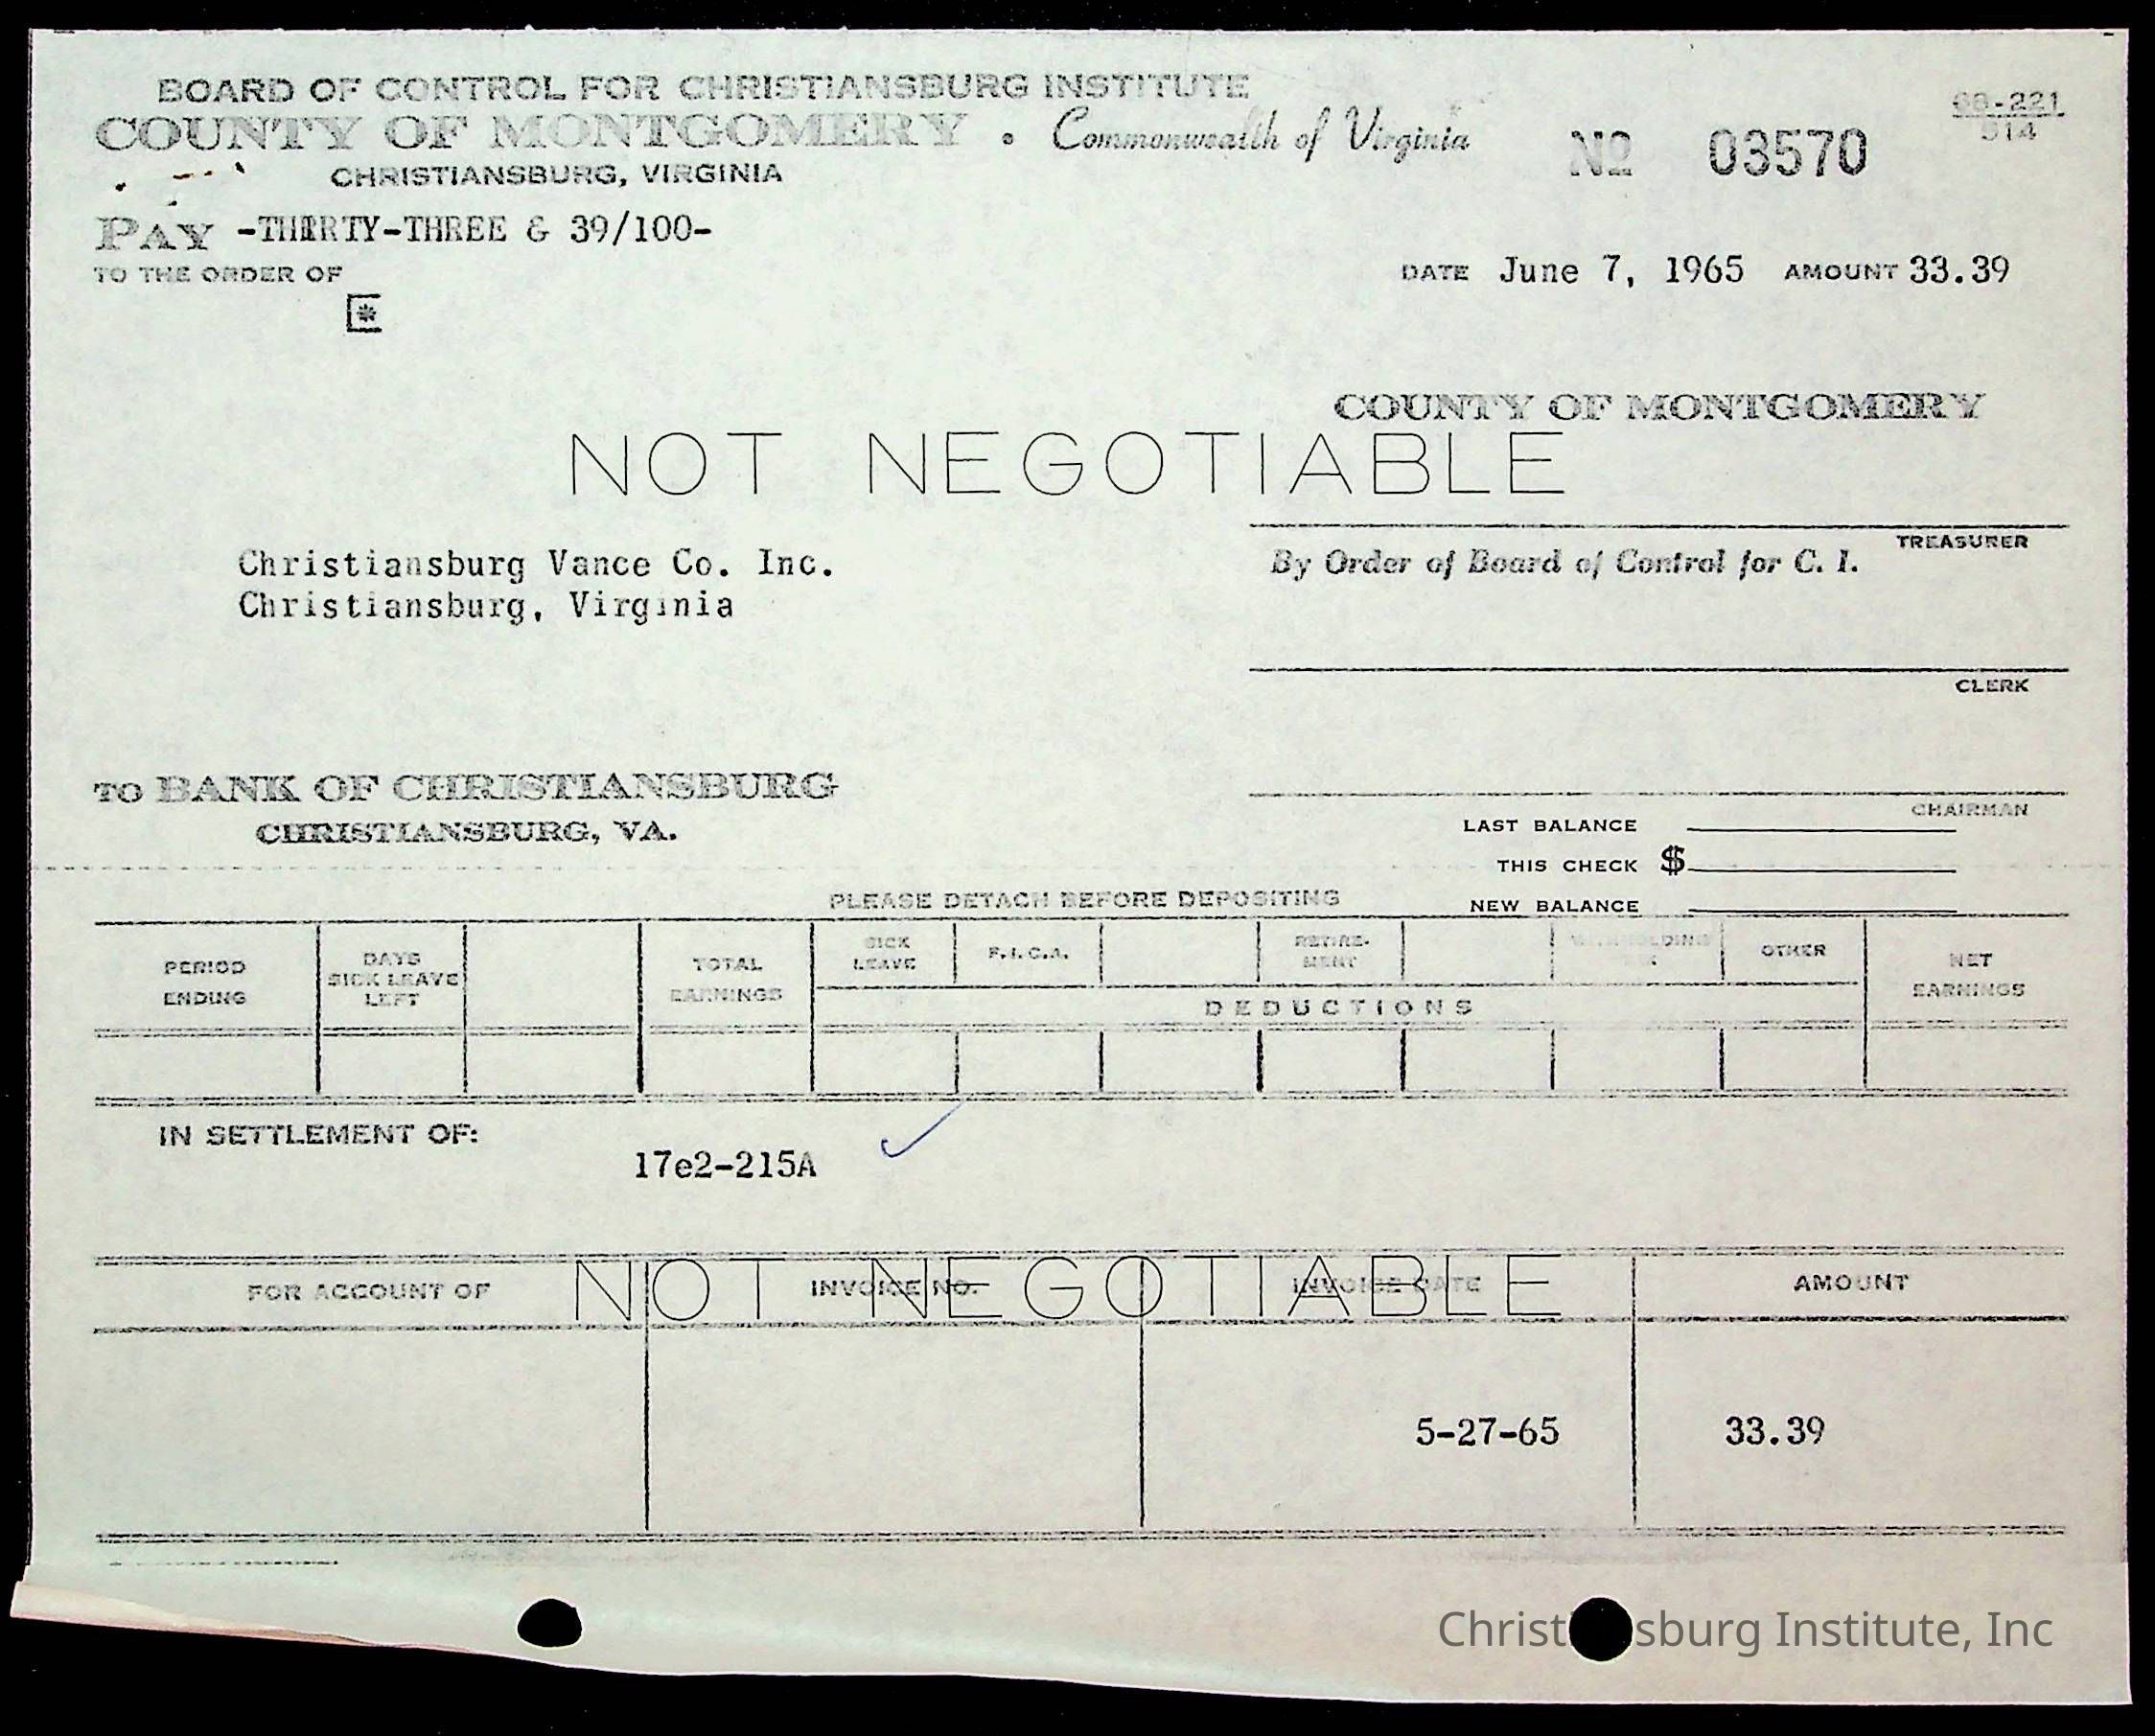 BOARD OF CONTROL FOR CHRISTIANSBURG INSTITUTE
COUNTY OF MONTGOMERY • Commonwealth of Virginia
CHRISTIANSBURG, VIRGINIA
No 03570
68-221
514
PAY -THIRTY-THREE & 39/100-
TO THE ORDER OF
DATE June 7, 1965 AMOUNT 33.39
*
COUNTY OF MONTGOMERY
NOT NEGOTIABLE
TREASURER
Christiansburg Vance Co. Inc.
Christiansburg, Virginia
By Order of Board of Control for C. I.
CLERK
TO BANK OF CHRISTIANSBURG
CHRISTIANSBURG, VA.
CHAIRMAN
LAST BALANCE
THIS CHECK $
NEW BALANCE
PLEASE DETACH BEFORE DEPOSITING
PERIOD
ENDING
DAYS
SICK LEAVE
LEFT
TOTAL
EARNINGS
SICK
LEAVE
F.I.C.A.
RETIRE-
MENT
WITHHOLDING
OTHER
NET
EARNINGS
DEDUCTIONS
IN SETTLEMENT OF:
17e2-215A
NOT NEGOTIABLE
FOR ACCOUNT OF
INVOICE NO.
INVOICE DATE
AMOUNT
5-27-65
33.39
Christiansburg Institute, Inc